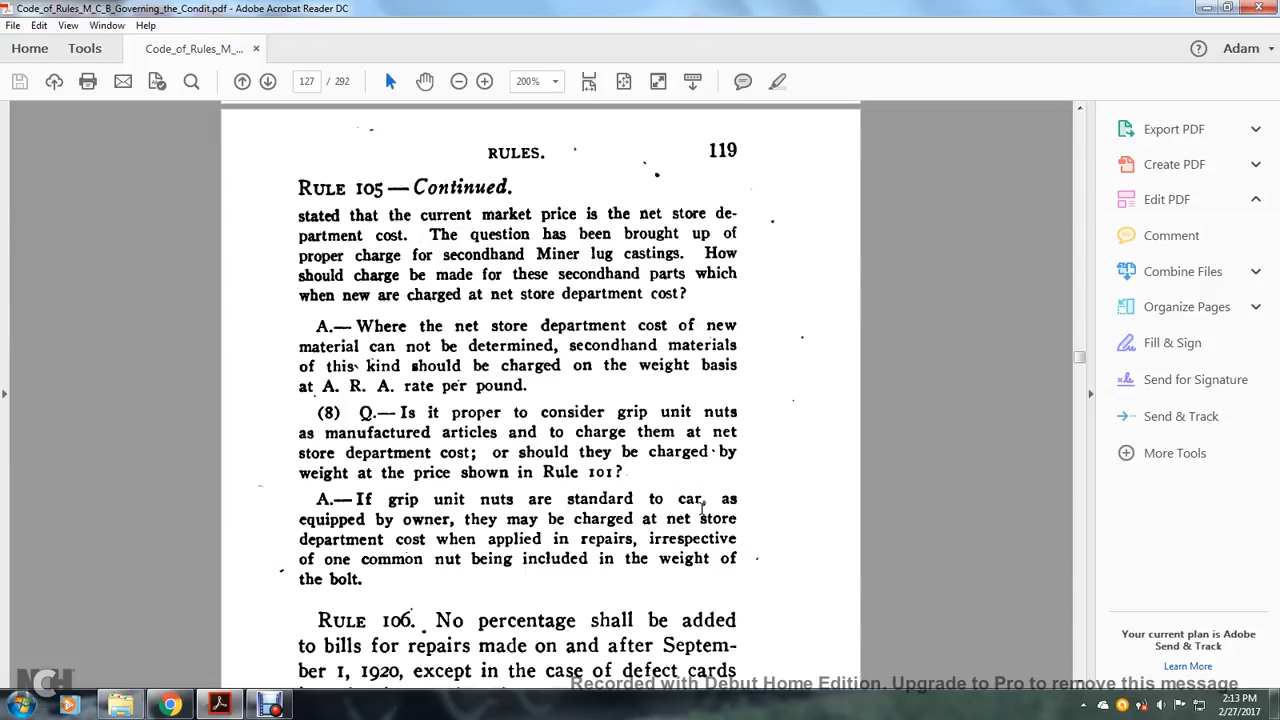 Code_of_Rules_M_C_B_Governing_the_Condit.pdf - Adobe Acrobat Reader DC
File Edit View Window Help
Home Tools Code_of_Rules_M_... × Adam
127 / 292 200%
RULES. 119
RULE 105 — Continued.
stated that the current market price is the net store de-
partment cost. The question has been brought up of
proper charge for secondhand Miner lug castings. How
should charge be made for these secondhand parts which
when new are charged at net store department cost?
A.— Where the net store department cost of new
material can not be determined, secondhand materials
of this kind should be charged on the weight basis
at A. R. A. rate per pound.
(8) Q.— Is it proper to consider grip unit nuts
as manufactured articles and to charge them at net
store department cost; or should they be charged by
weight at the price shown in Rule 101?
A.— If grip unit nuts are standard to car, as
equipped by owner, they may be charged at net store
department cost when applied in repairs, irrespective
of one common nut being included in the weight of
the bolt.
RULE 106. No percentage shall be added
to bills for repairs made on and after Septem-
ber 1, 1920, except in the case of defect cards
Export PDF
Create PDF
Edit PDF
Comment
Combine Files
Organize Pages
Fill & Sign
Send for Signature
Send & Track
More Tools
Your current plan is Adobe
Send & Track
Learn More
NCH
Recorded with Debut Home Edition. Upgrade to Pro to remove this message
2:13 PM
2/27/2017